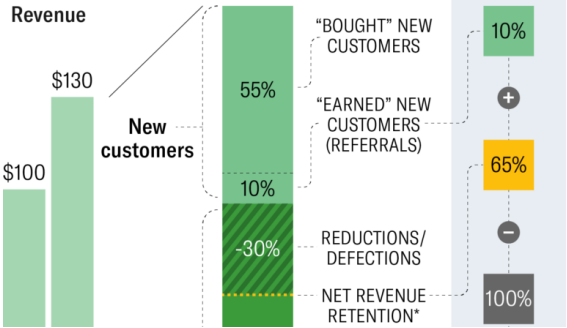 Revenue
$130
$100
New
customers
55%
10%
-30%
“BOUGHT” NEW
CUSTOMERS
“EARNED” NEW
CUSTOMERS
(REFERRALS)
REDUCTIONS/
DEFECTIONS
NET REVENUE
RETENTION*
10%
+
65%
−
100%